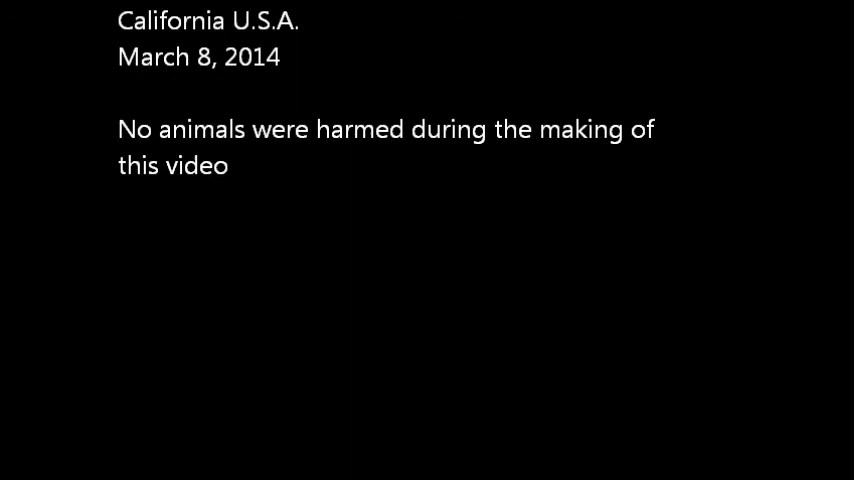 California U.S.A.
March 8, 2014
No animals were harmed during the making of
this video